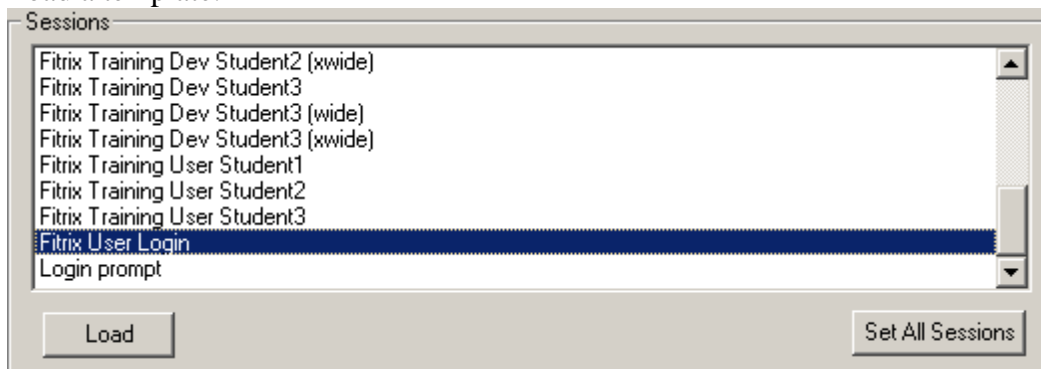 Sessions
Fitrix Training Dev Student2 (xwide)
Fitrix Training Dev Student3
Fitrix Training Dev Student3 (wide)
Fitrix Training Dev Student3 (xwide)
Fitrix Training User Student1
Fitrix Training User Student2
Fitrix Training User Student3
Fitrix User Login
Login prompt
Load
Set All Sessions